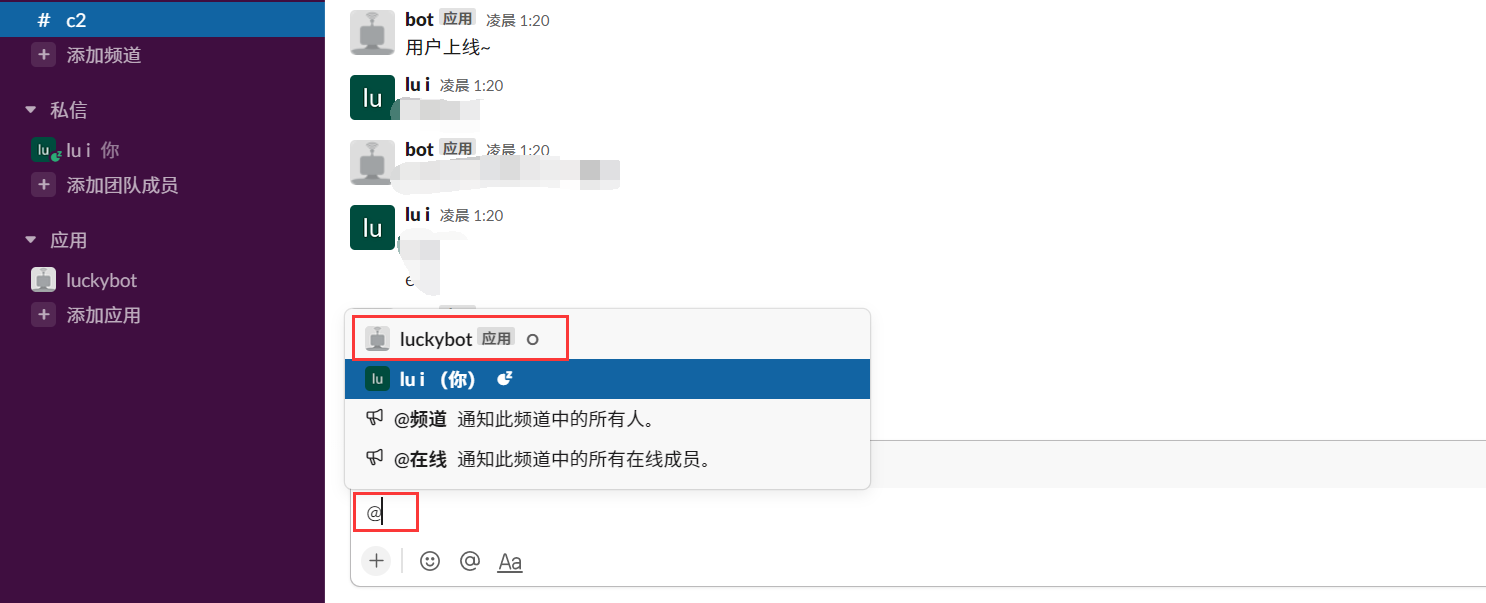 # c2
+ 添加频道
私信
lu lu i 你
+ 添加团队成员
应用
luckybot
+ 添加应用
bot 应用 凌晨 1:20
用户上线~
lu lu i 凌晨 1:20
bot 应用 凌晨 1:20
lu lu i 凌晨 1:20
luckybot 应用
lu lu i （你）
@频道 通知此频道中的所有人。
@在线 通知此频道中的所有在线成员。
@
+ @ Aa